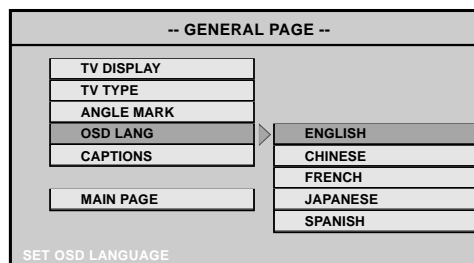 -- GENERAL PAGE --
TV DISPLAY
TV TYPE
ANGLE MARK
OSD LANG
CAPTIONS
MAIN PAGE
ENGLISH
CHINESE
FRENCH
JAPANESE
SPANISH
SET OSD LANGUAGE